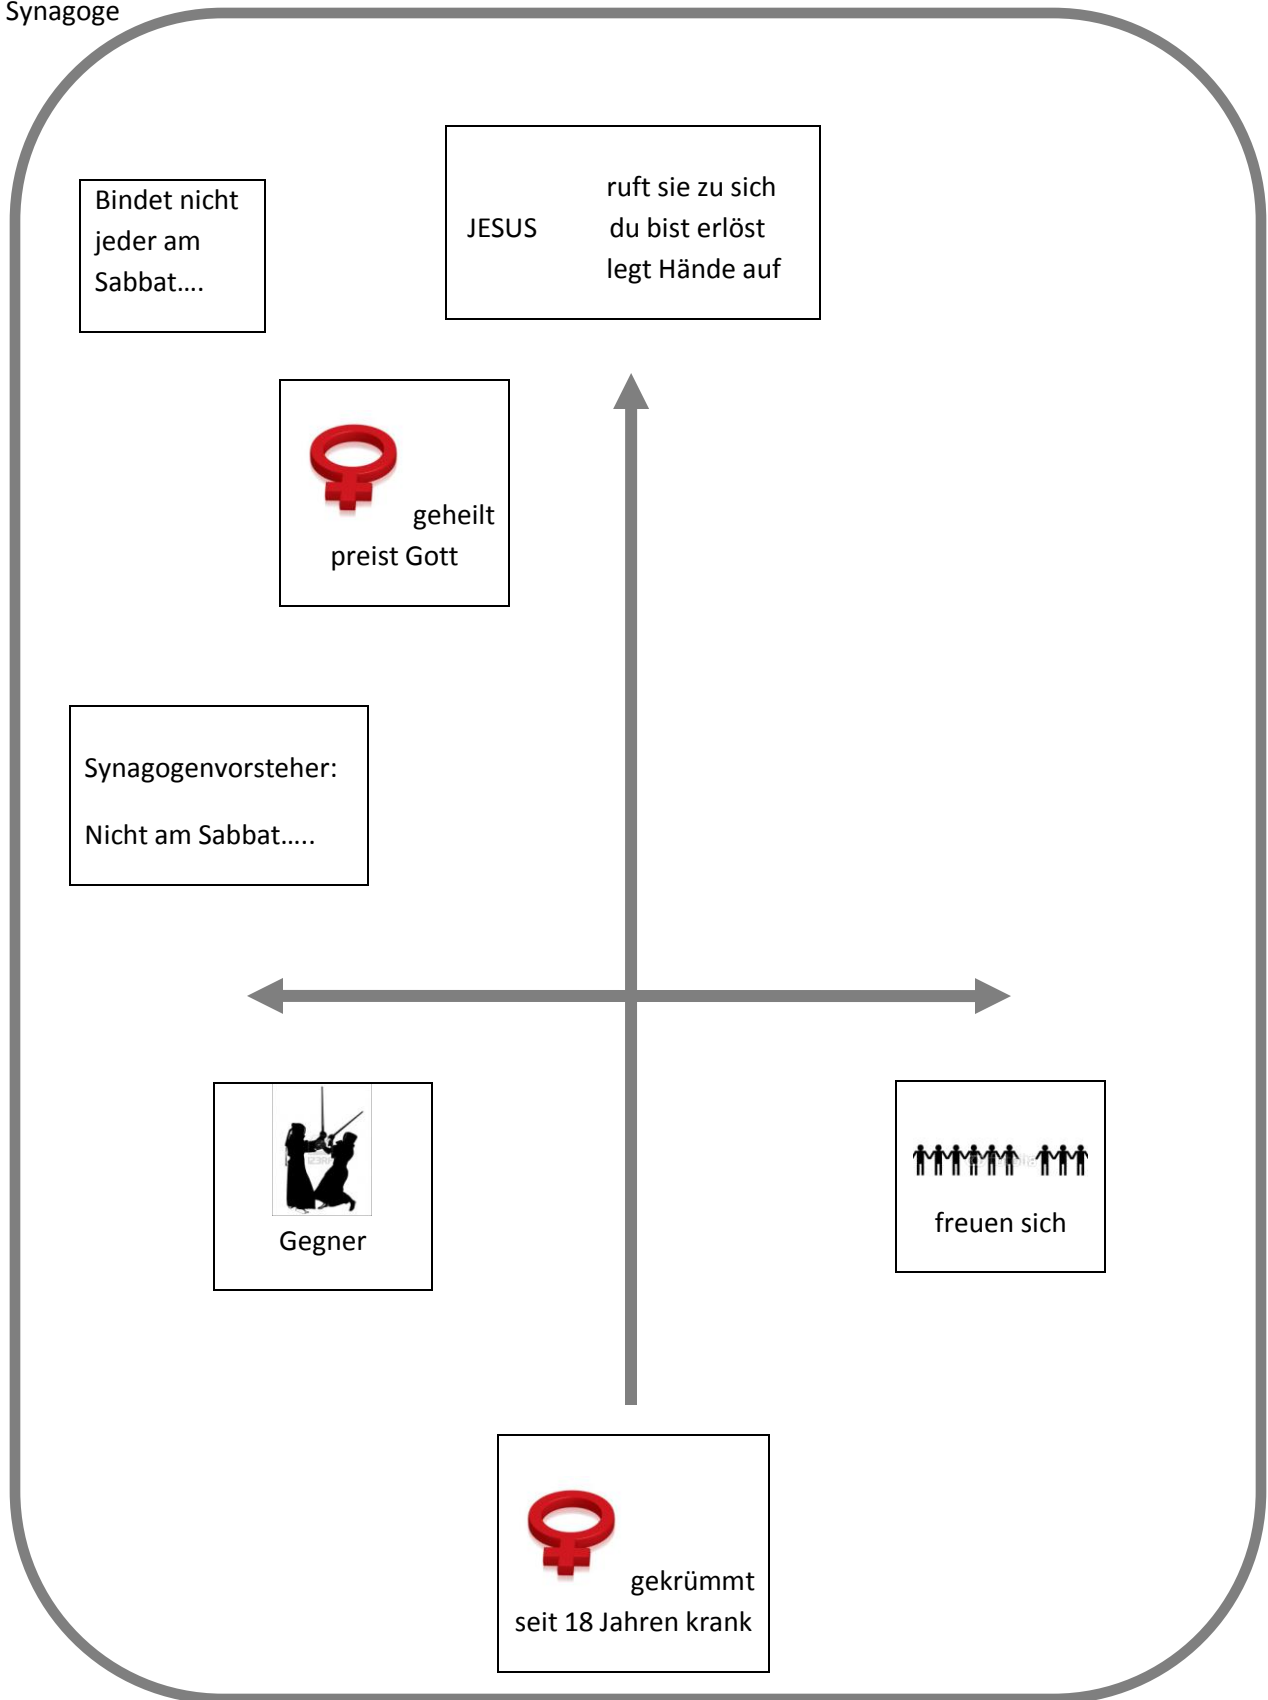 Synagoge
Bindet nicht
jeder am
Sabbat….
ruft sie zu sich
JESUS du bist erlöst
legt Hände auf
geheilt
preist Gott
Synagogenvorsteher:
Nicht am Sabbat…..
Gegner
freuen sich
gekrümmt
seit 18 Jahren krank